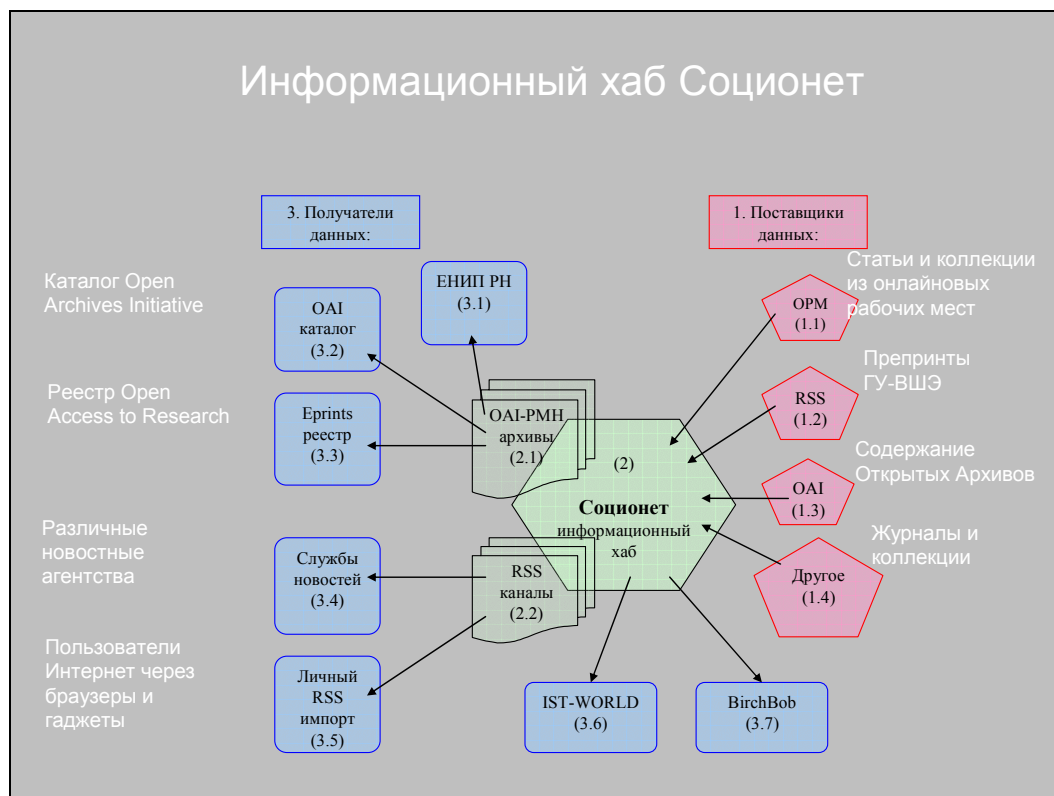 Информационный хаб Соционет
3. Получатели
данных:
1. Поставщики
данных:
Каталог Open
Archives Initiative
ЕНИП РН
(3.1)
OAI
каталог
(3.2)
Статьи и коллекции
из онлайновых
рабочих мест
ОРМ
(1.1)
Реестр Open
Access to Research
Eprints
реестр
(3.3)
OAI-PMH
архивы
(2.1)
Препринты
ГУ-ВШЭ
RSS
(1.2)
(2)
Соционет
информационный
хаб
Содержание
Открытых Архивов
OAI
(1.3)
Различные
новостные
агентства
Службы
новостей
(3.4)
RSS
каналы
(2.2)
Журналы и
коллекции
Другое
(1.4)
Пользователи
Интернет через
браузеры и
гаджеты
Личный
RSS
импорт
(3.5)
IST-WORLD
(3.6)
BirchBob
(3.7)